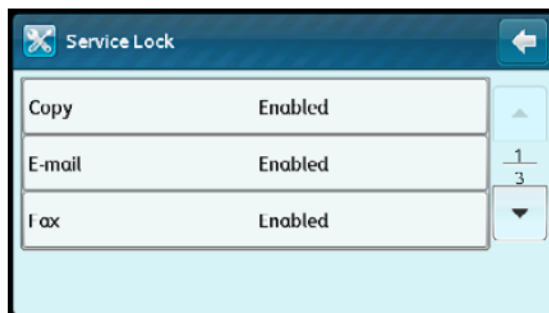 Service Lock
Copy Enabled
E-mail Enabled
1
3
Fax Enabled